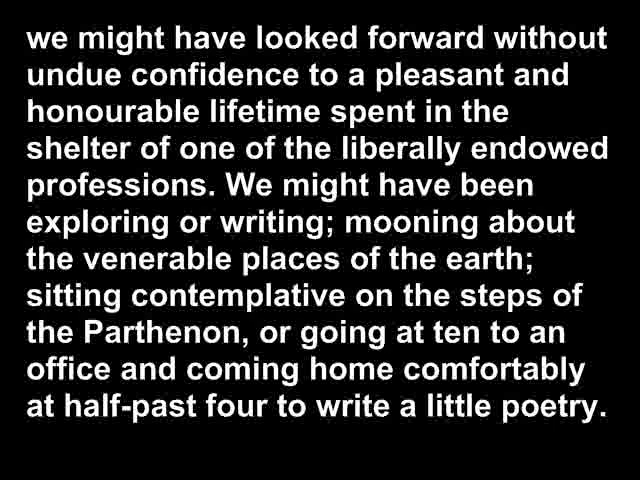 we might have looked forward without
undue confidence to a pleasant and
honourable lifetime spent in the
shelter of one of the liberally endowed
professions. We might have been
exploring or writing; mooning about
the venerable places of the earth;
sitting contemplative on the steps of
the Parthenon, or going at ten to an
office and coming home comfortably
at half-past four to write a little poetry.